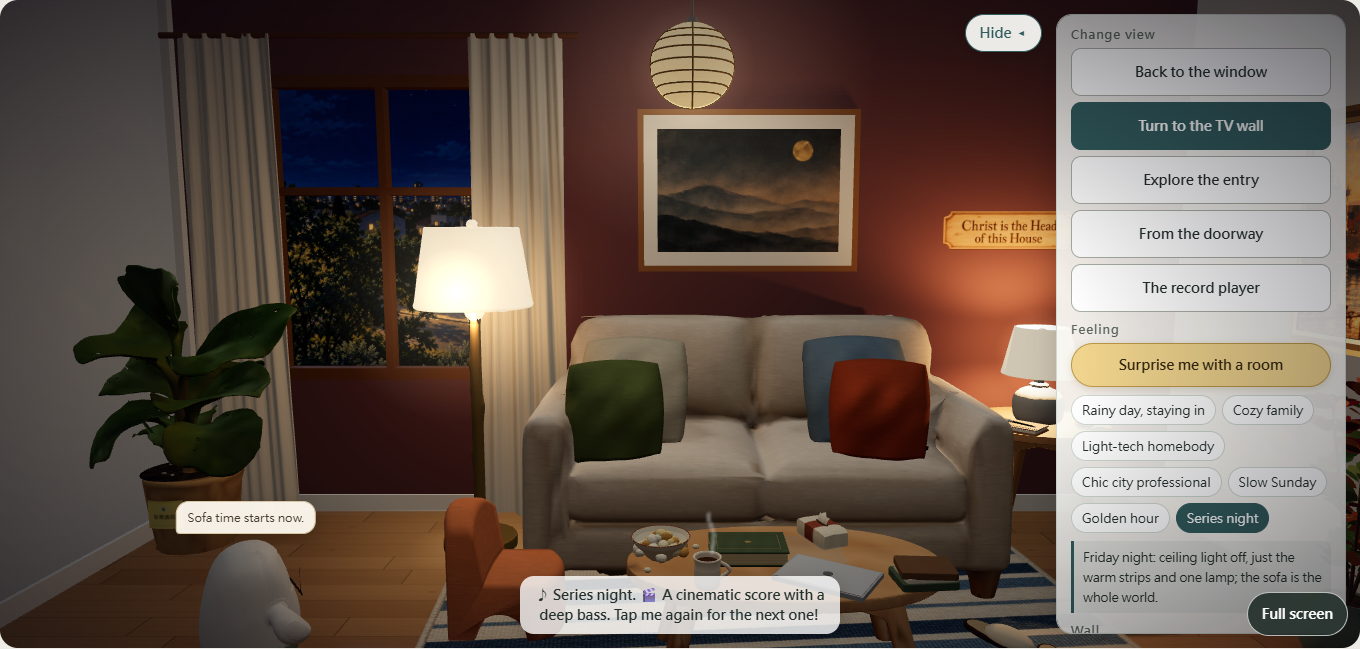 Hide ◂
Change view
Back to the window
Turn to the TV wall
Explore the entry
From the doorway
The record player
Feeling
Surprise me with a room
Rainy day, staying in
Cozy family
Light-tech homebody
Chic city professional
Slow Sunday
Golden hour
Series night
Friday night: ceiling light off, just the
warm strips and one lamp; the sofa is the
whole world.
Wall
Full screen
Christ is the Head
of this House
Sofa time starts now.
♪ Series night. 🎬 A cinematic score with a
deep bass. Tap me again for the next one!